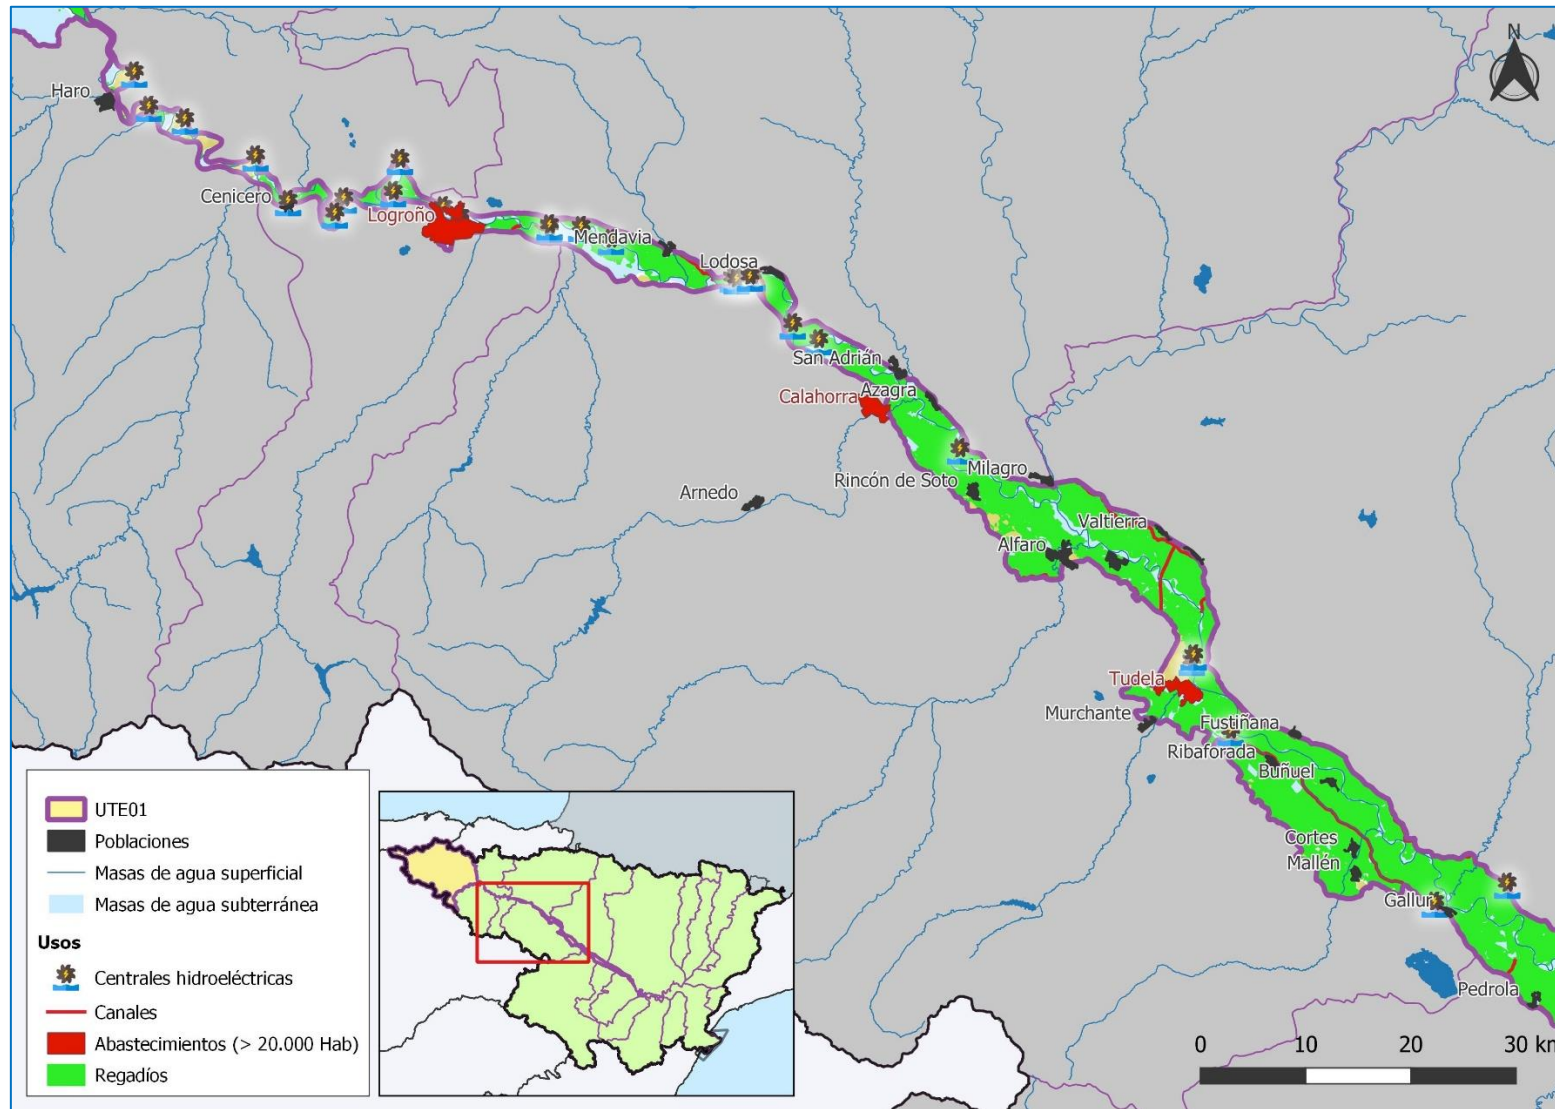 N
Haro
Cenicero
Logroño
Mendavia
Lodosa
San Adrián
Azagra
Calahorra
Milagro
Rincón de Soto
Arnedo
Valtierra
Alfaro
Tudela
Murchante
Fustiñana
Ribaforada
Buñuel
Cortes
Mallén
Gallur
Pedrola
UTE01
Poblaciones
Masas de agua superficial
Masas de agua subterránea
Usos
Centrales hidroeléctricas
Canales
Abastecimientos (> 20.000 Hab)
Regadíos
0 10 20 30 km